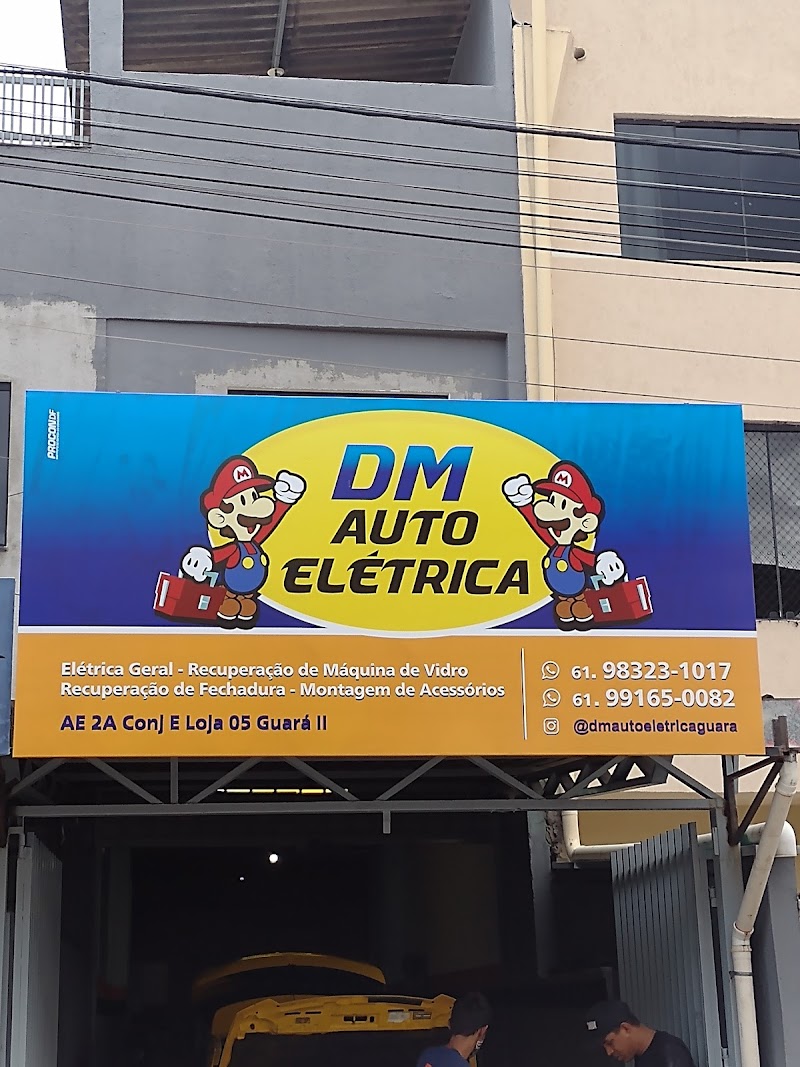 PROCONDF
DM
AUTO
ELÉTRICA
M
M
Elétrica Geral - Recuperação de Máquina de Vidro
Recuperação de Fechadura - Montagem de Acessórios
AE 2A Conj E Loja 05 Guará II
61. 98323-1017
61. 99165-0082
@dmautoeletricaguara